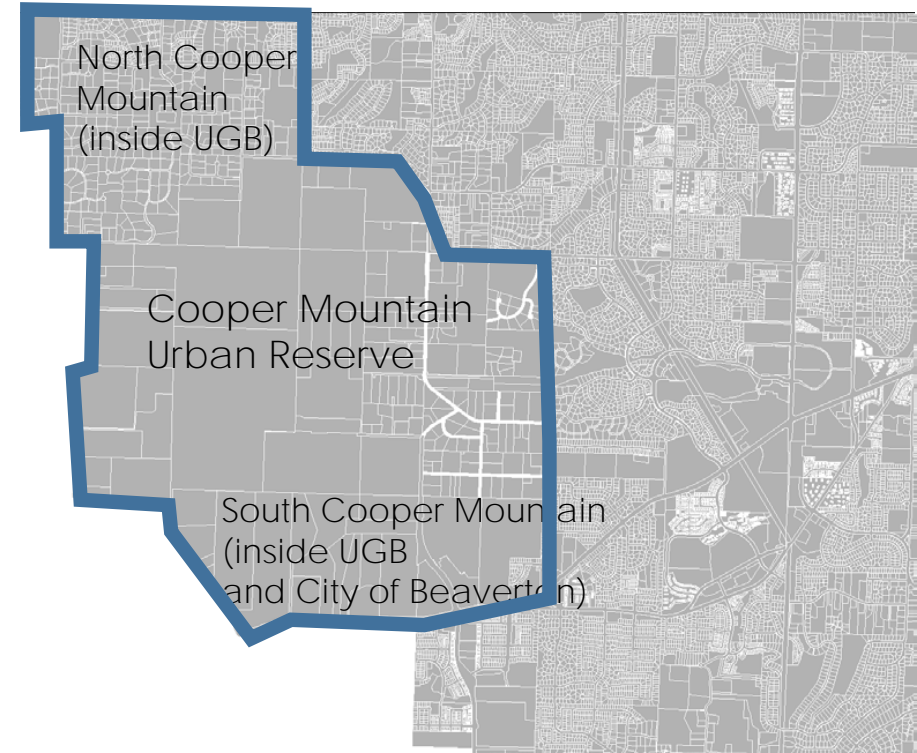 North Cooper
Mountain
(inside UGB)
Cooper Mountain
Urban Reserve
South Cooper Mountain
(inside UGB
and City of Beaverton)